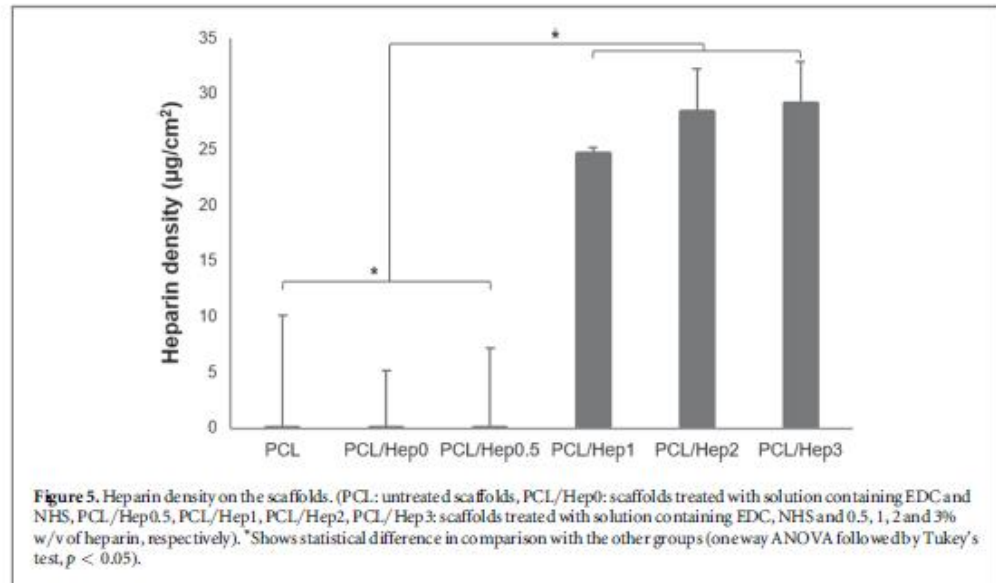 35
30
25
20
15
10
5
0
Heparin density (µg/cm²)
*
*
PCL PCL/Hep0 PCL/Hep0.5 PCL/Hep1 PCL/Hep2 PCL/Hep3
Figure 5. Heparin density on the scaffolds. (PCL: untreated scaffolds, PCL/Hep0: scaffolds treated with solution containing EDC and
NHS, PCL/Hep0.5, PCL/Hep1, PCL/Hep2, PCL/Hep3: scaffolds treated with solution containing EDC, NHS and 0.5, 1, 2 and 3%
w/v of heparin, respectively). *Shows statistical difference in comparison with the other groups (one way ANOVA followed by Tukey's
test, p < 0.05).